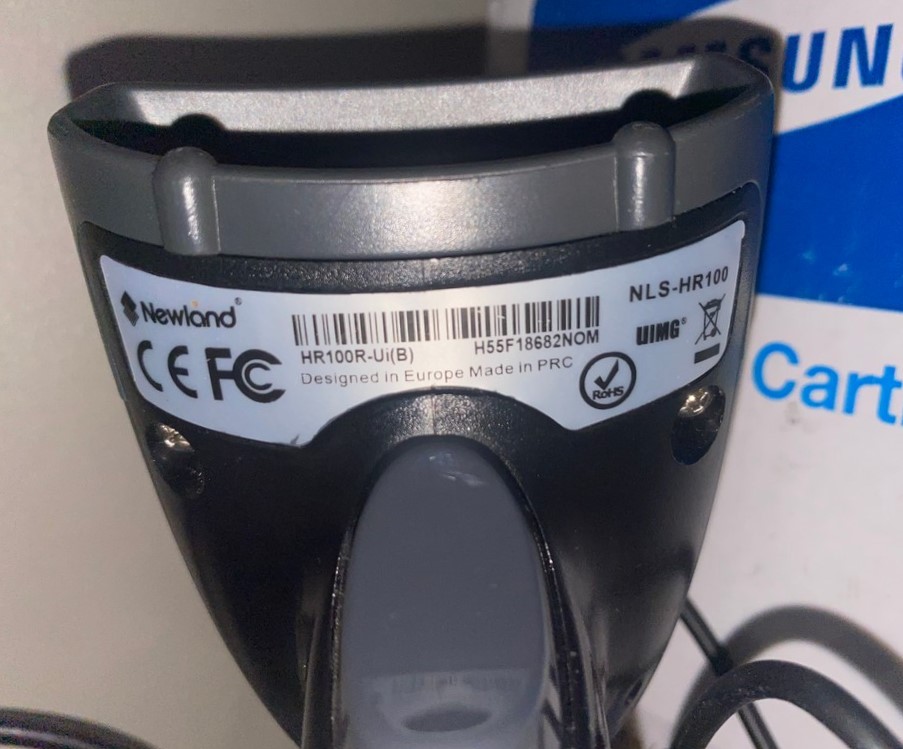 Newland®
NLS-HR100
CE FC
HR100R-Ui(B) H55F18682NOM
UIMG®
Designed in Europe Made in PRC
RoHS
Cart